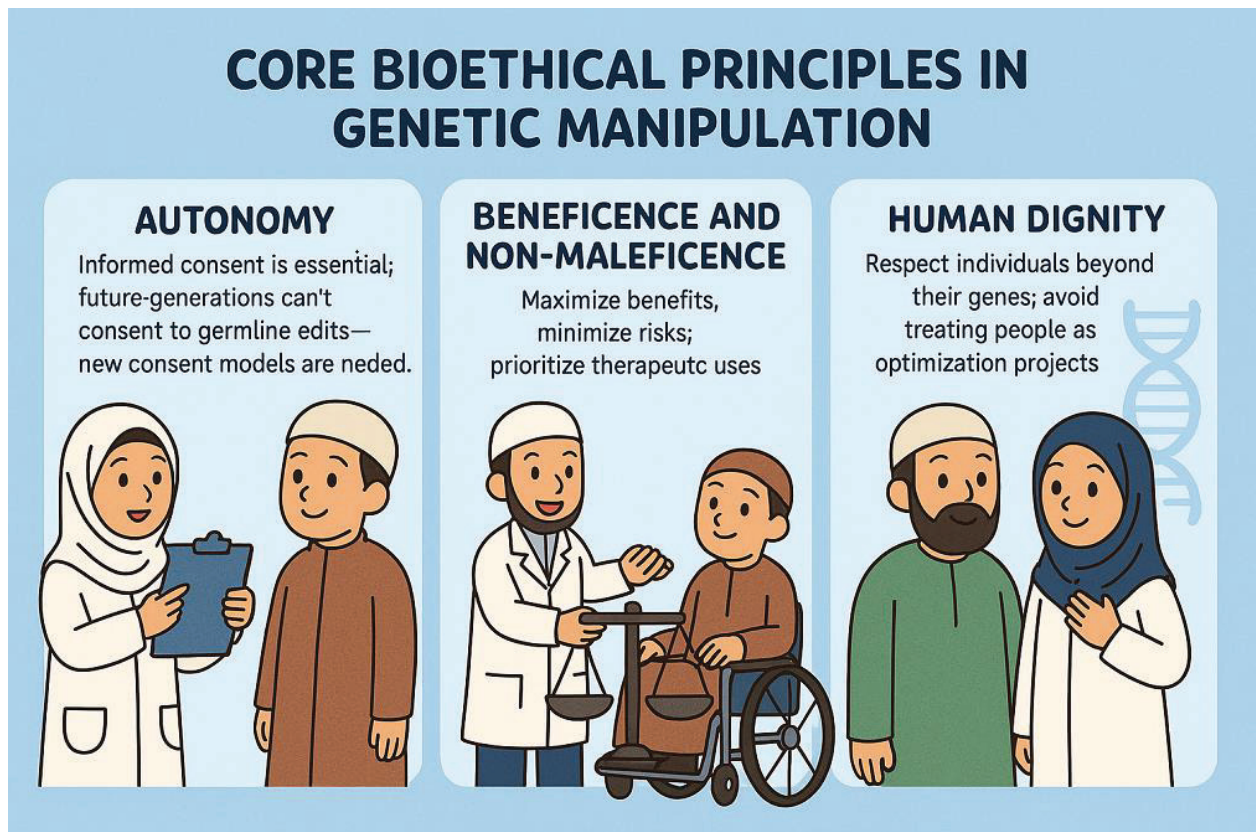 CORE BIOETHICAL PRINCIPLES IN
GENETIC MANIPULATION
AUTONOMY
Informed consent is essential;
future-generations can't
consent to germline edits—
new consent models are neded.
BENEFICENCE AND
NON-MALEFICENCE
Maximize benefits,
minimize risks;
prioritize therapeutc uses
HUMAN DIGNITY
Respect individuals beyond
their genes; avoid
treating people as
optimization projects